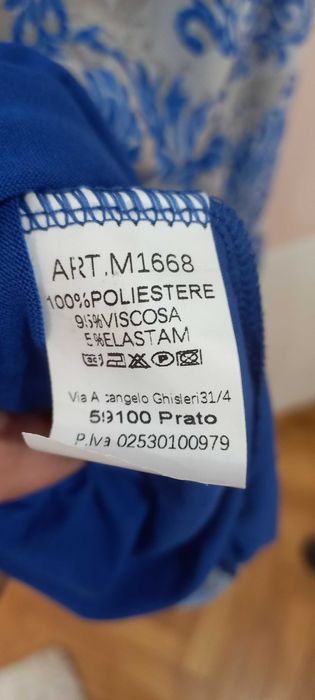 ART.M1668
100%POLIESTERE
95%VISCOSA
5%ELASTAM
Via A cangelo Ghisleri31/4
59100 Prato
P.Iva 02530100979